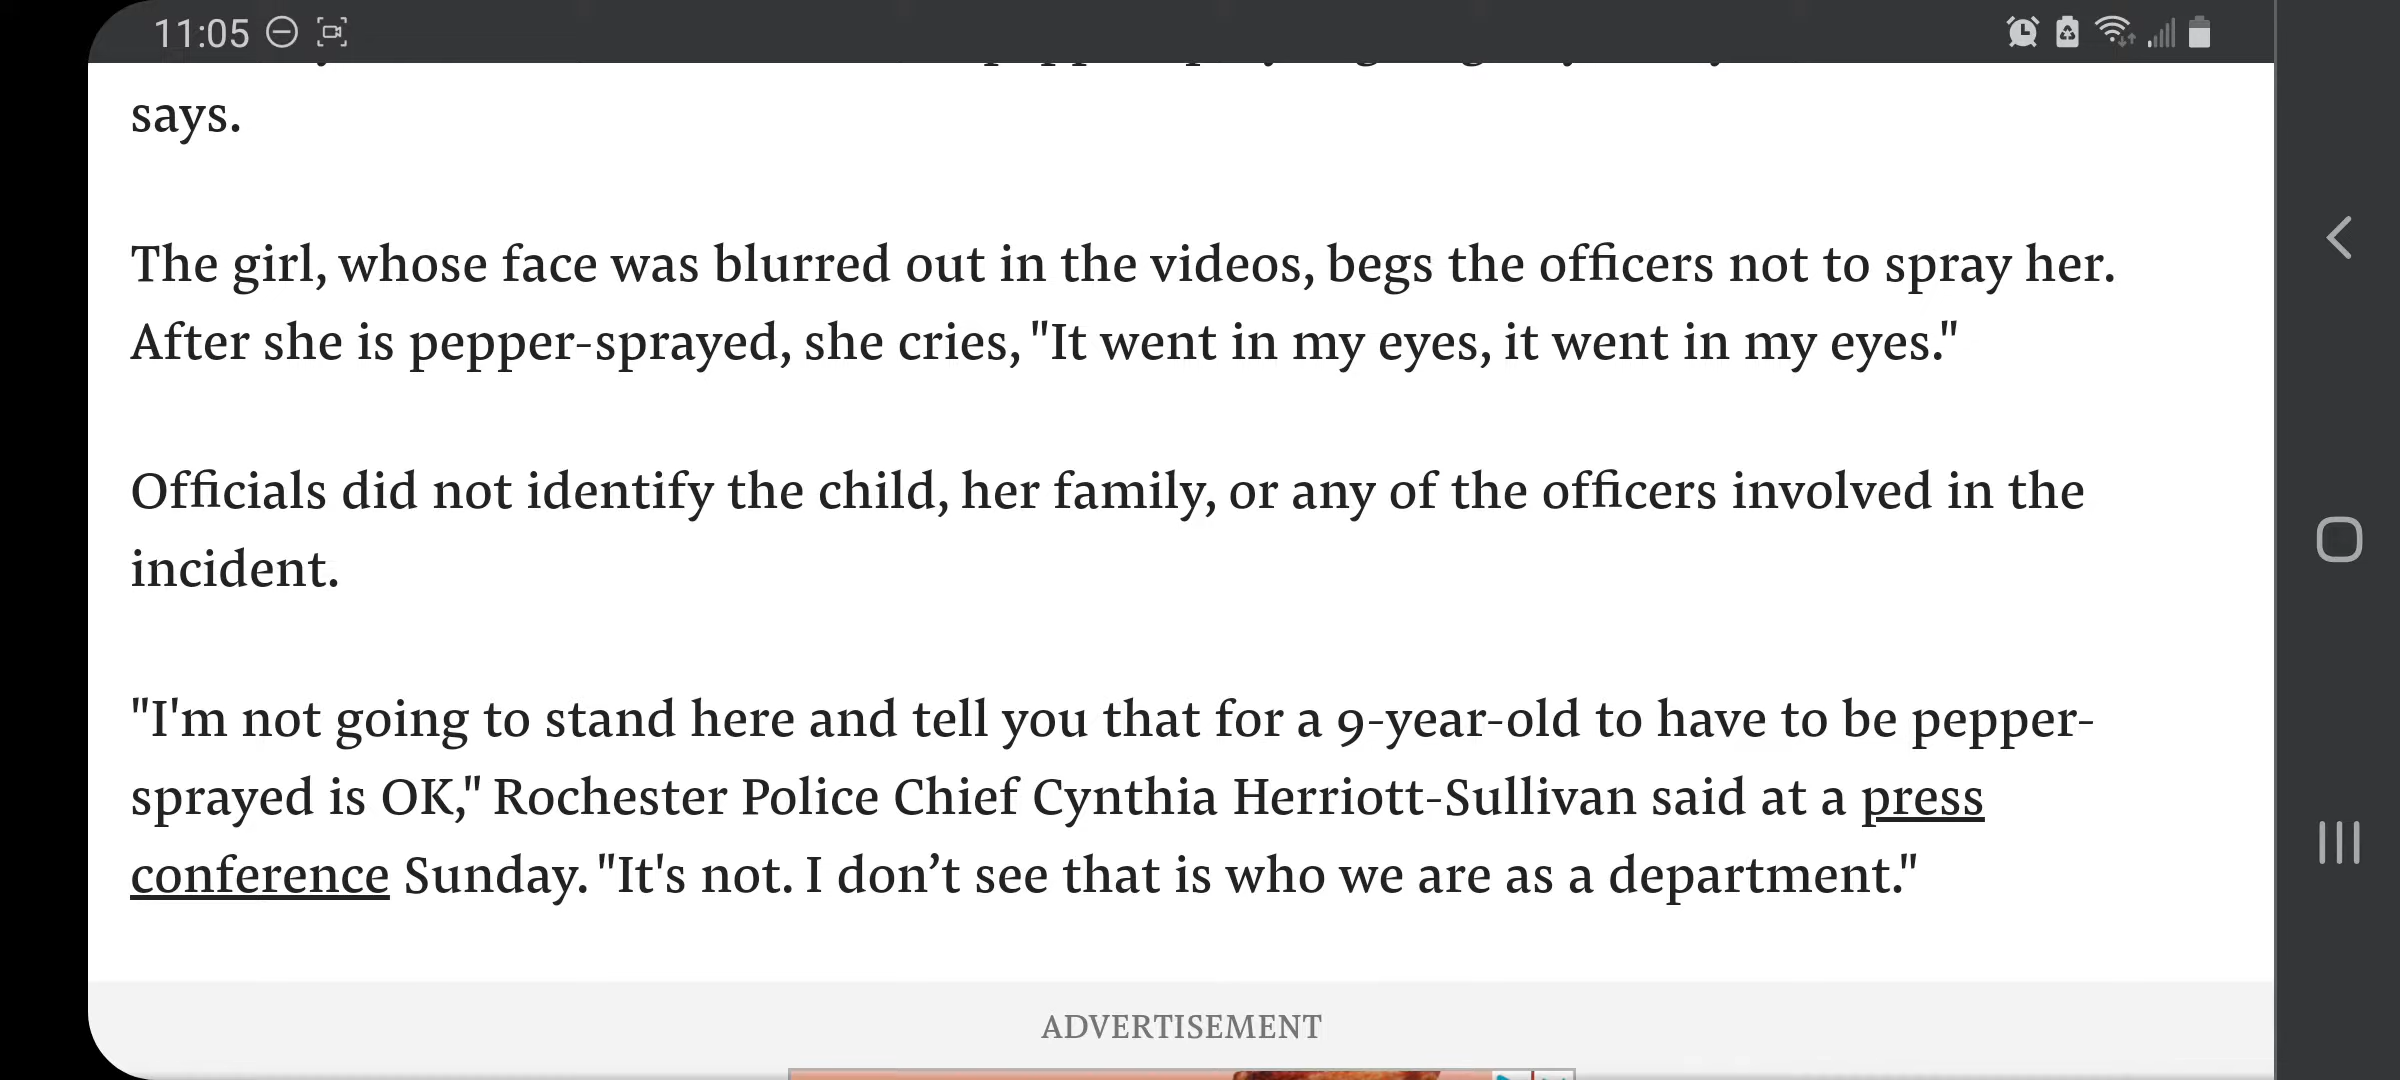 11:05
says.
The girl, whose face was blurred out in the videos, begs the officers not to spray her.
After she is pepper-sprayed, she cries, "It went in my eyes, it went in my eyes."
Officials did not identify the child, her family, or any of the officers involved in the
incident.
"I'm not going to stand here and tell you that for a 9-year-old to have to be pepper-
sprayed is OK," Rochester Police Chief Cynthia Herriott-Sullivan said at a press
conference Sunday. "It's not. I don’t see that is who we are as a department."
ADVERTISEMENT